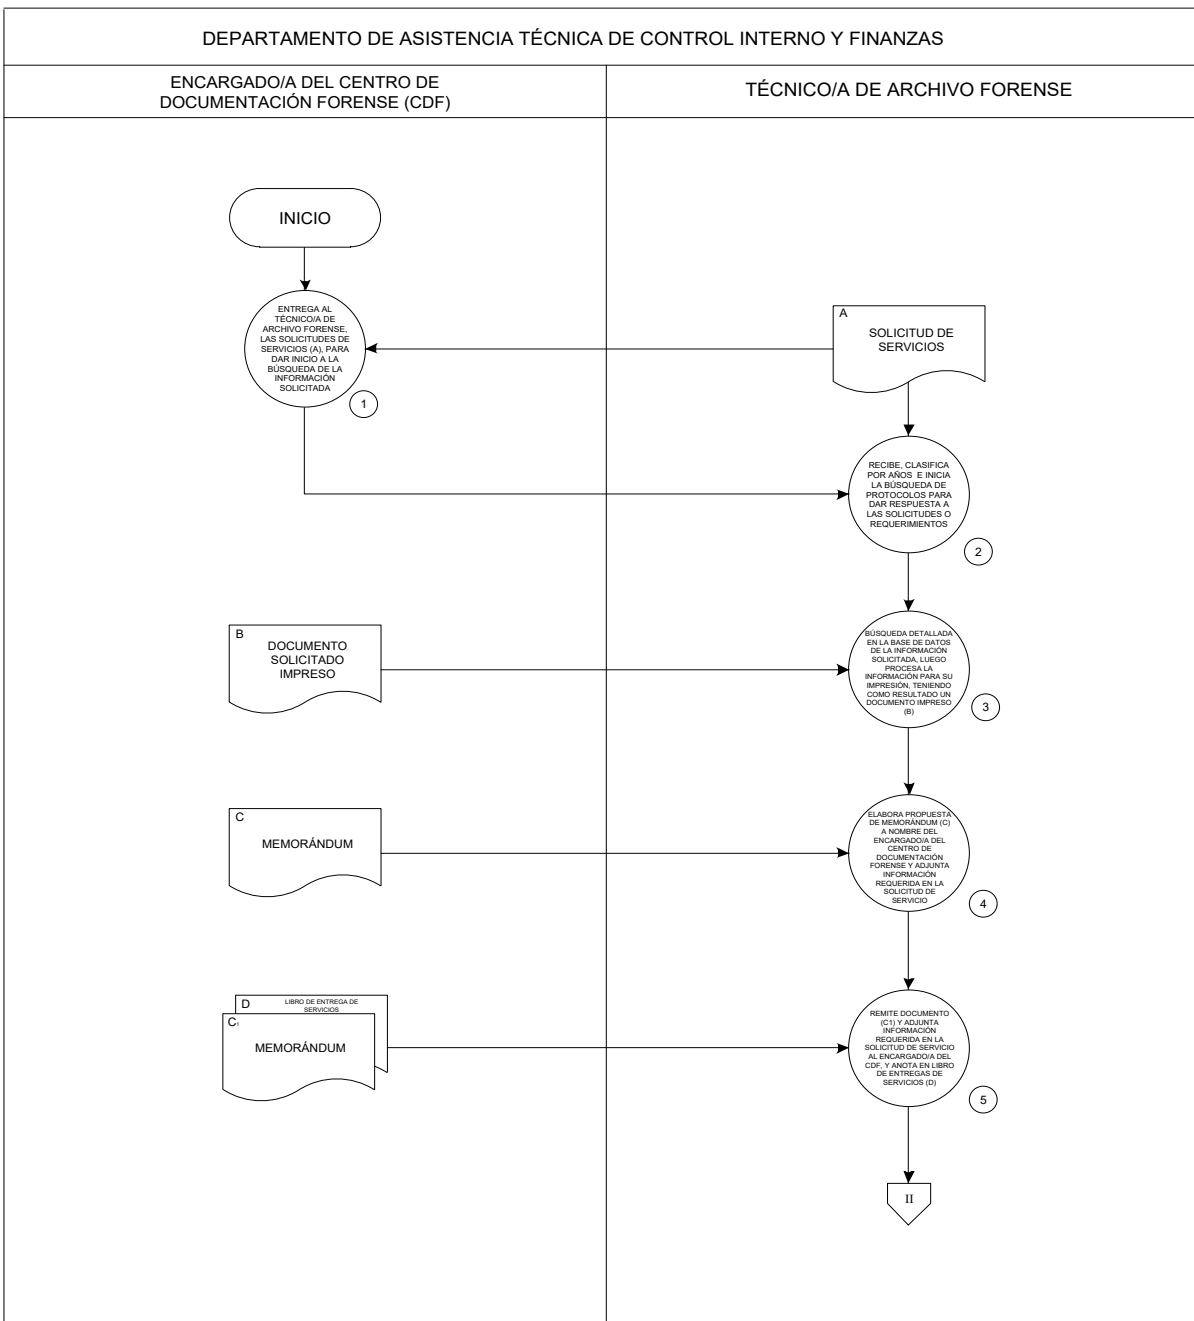 DEPARTAMENTO DE ASISTENCIA TÉCNICA DE CONTROL INTERNO Y FINANZAS
ENCARGADO/A DEL CENTRO DE
DOCUMENTACIÓN FORENSE (CDF)
TÉCNICO/A DE ARCHIVO FORENSE
INICIO
ENTREGA AL
TÉCNICO/A DE
ARCHIVO FORENSE,
LAS SOLICITUDES DE
SERVICIOS (A), PARA
DAR INICIO A LA
BÚSQUEDA DE LA
INFORMACIÓN
SOLICITADA
1
A
SOLICITUD DE
SERVICIOS
RECIBE, CLASIFICA
POR AÑOS E INICIA
LA BÚSQUEDA DE
PROTOCOLOS PARA
DAR RESPUESTA A
LAS SOLICITUDES O
REQUERIMIENTOS
2
B
DOCUMENTO
SOLICITADO
IMPRESO
BÚSQUEDA DETALLADA
EN LA BASE DE DATOS
DE LA INFORMACIÓN
SOLICITADA, LUEGO
PROCESA LA
INFORMACIÓN PARA SU
IMPRESIÓN, TENIENDO
COMO RESULTADO UN
DOCUMENTO IMPRESO
(B)
3
C
MEMORÁNDUM
ELABORA PROPUESTA
DE MEMORÁNDUM (C)
A NOMBRE DEL
ENCARGADO/A DEL
CENTRO DE
DOCUMENTACIÓN
FORENSE Y ADJUNTA
INFORMACIÓN
REQUERIDA EN LA
SOLICITUD DE
SERVICIO
4
D
LIBRO DE ENTREGA DE
SERVICIOS
C1
MEMORÁNDUM
REMITE DOCUMENTO
(C1) Y ADJUNTA
INFORMACIÓN
REQUERIDA EN LA
SOLICITUD DE SERVICIO
AL ENCARGADO/A DEL
CDF, Y ANOTA EN LIBRO
DE ENTREGAS DE
SERVICIOS (D)
5
II